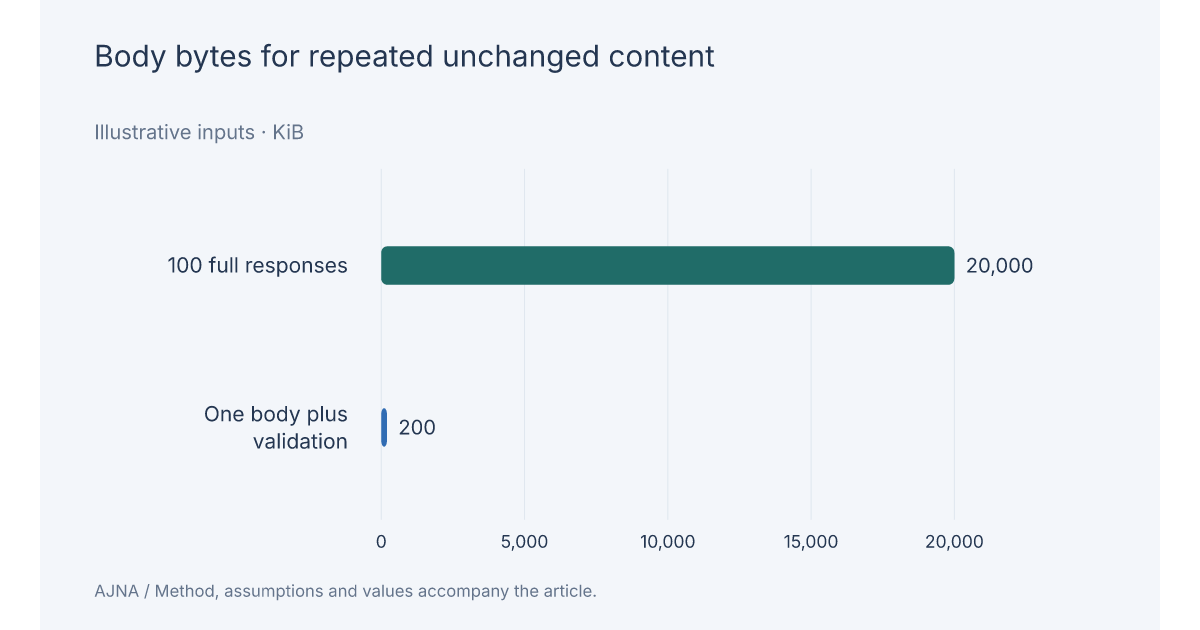 Body bytes for repeated unchanged content
Illustrative inputs · KiB
100 full responses
20,000
One body plus
validation
200
0
5,000
10,000
15,000
20,000
AJNA / Method, assumptions and values accompany the article.